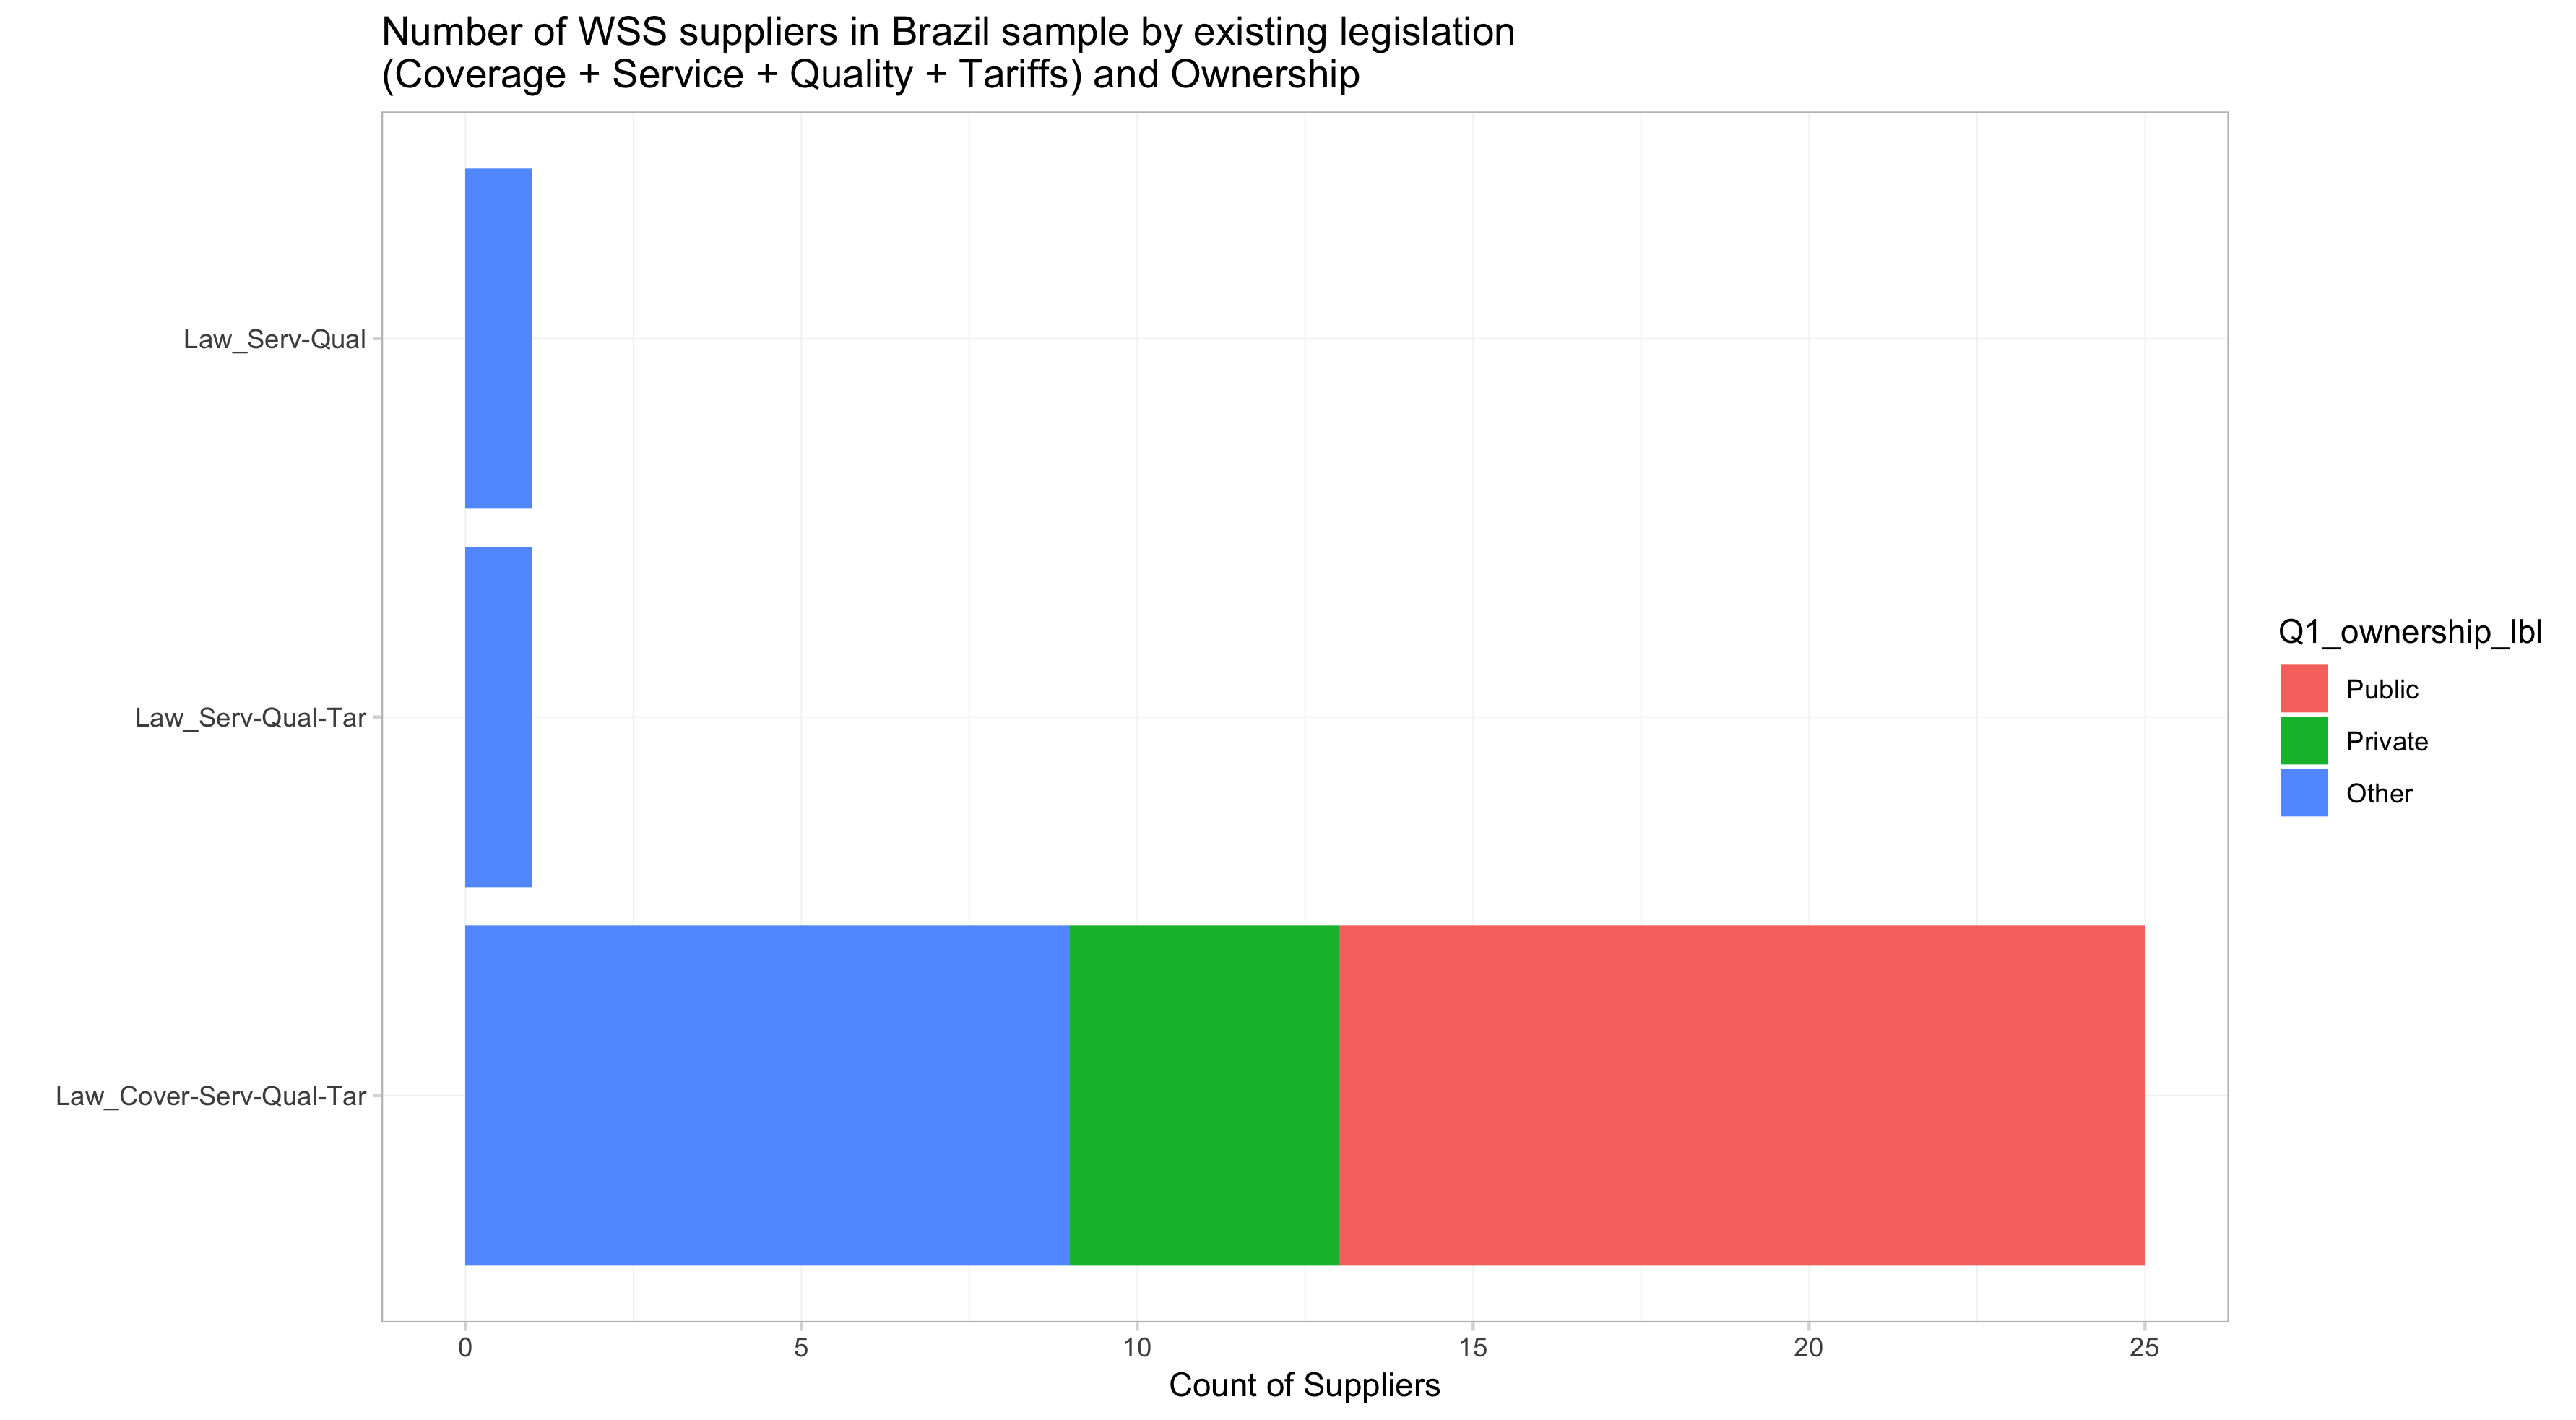 Number of WSS suppliers in Brazil sample by existing legislation
(Coverage + Service + Quality + Tariffs) and Ownership
Law_Serv-Qual
Law_Serv-Qual-Tar
Law_Cover-Serv-Qual-Tar
0 5 10 15 20 25
Count of Suppliers
Q1_ownership_lbl
Public
Private
Other